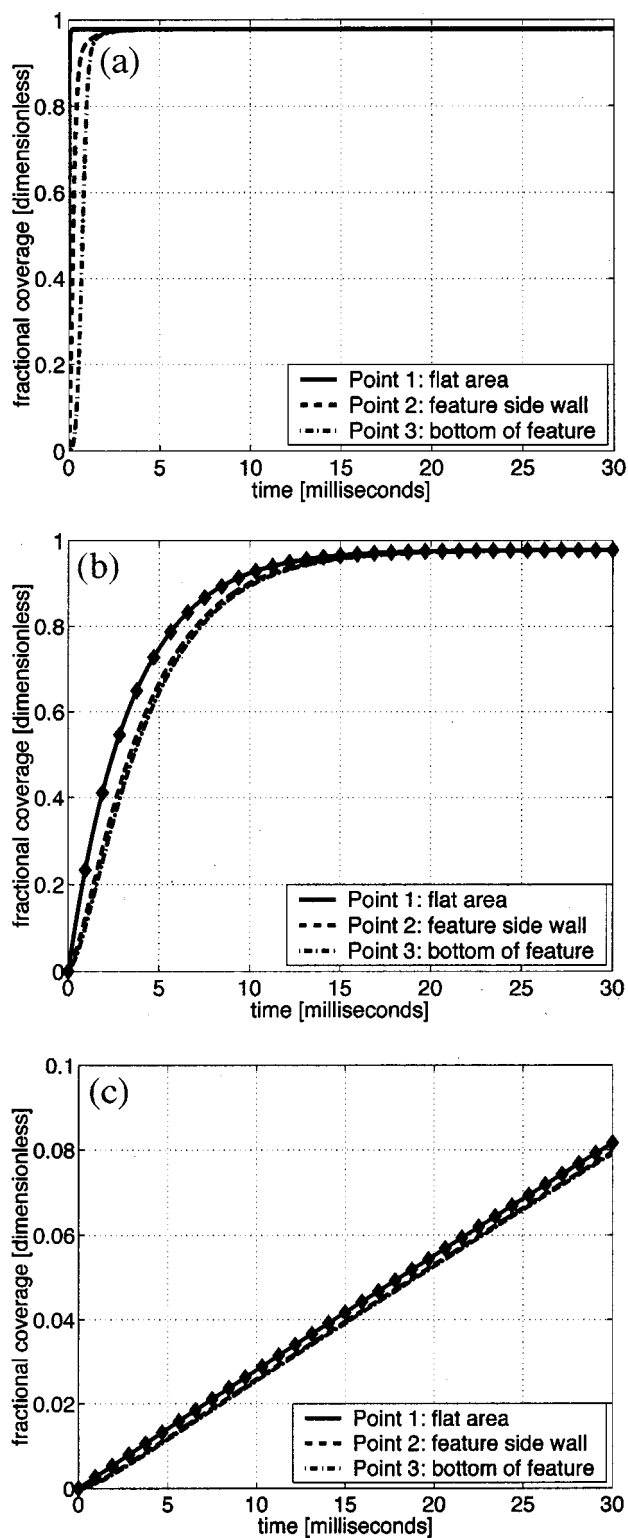 (a)
fractional coverage [dimensionless]
1
0.8
0.6
0.4
0.2
0
Point 1: flat area
Point 2: feature side wall
Point 3: bottom of feature
0 5 10 15 20 25 30
time [milliseconds]
(b)
fractional coverage [dimensionless]
1
0.8
0.6
0.4
0.2
0
Point 1: flat area
Point 2: feature side wall
Point 3: bottom of feature
0 5 10 15 20 25 30
time [milliseconds]
(c)
fractional coverage [dimensionless]
0.1
0.08
0.06
0.04
0.02
0
Point 1: flat area
Point 2: feature side wall
Point 3: bottom of feature
0 5 10 15 20 25 30
time [milliseconds]